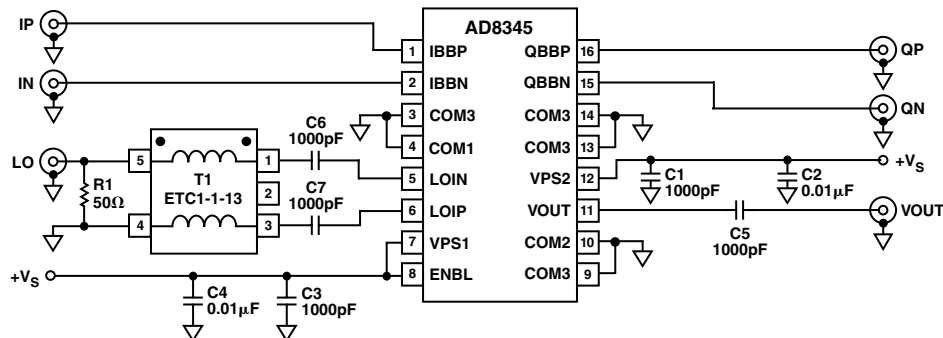 AD8345
IP
1 IBBP QBBP 16
QP
IN
2 IBBN QBBN 15
QN
3 COM3 COM3 14
4 COM1 COM3 13
C6
1000pF
LO
5 1
T1
ETC1-1-13
2
4 3
R1
50Ω
C7
1000pF
5 LOIN VPS2 12
+VS
C1
1000pF
C2
0.01μF
6 LOIP VOUT 11
VOUT
C5
1000pF
7 VPS1 COM2 10
8 ENBL COM3 9
+VS
C4
0.01μF
C3
1000pF